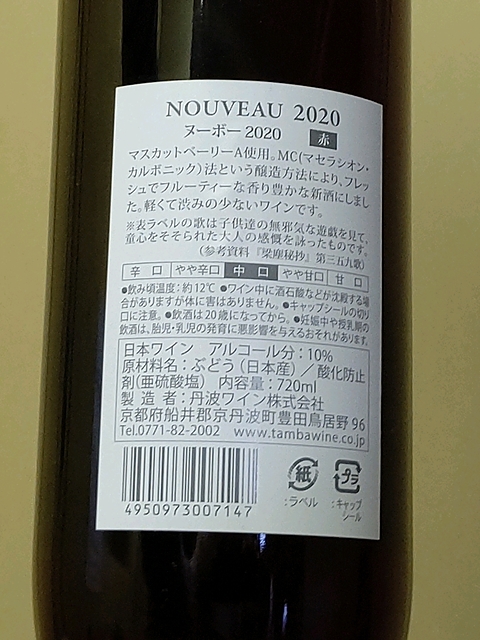 NOUVEAU 2020
ヌーボー2020 赤
マスカットベーリーA使用。MC(マセラシオン・
カルボニック)法という醸造方法により、フレッ
シュでフルーティーな香り豊かな新酒にしまし
た。軽くて渋みの少ないワインです。
※表ラベルの歌は子供達の無邪気な遊戯を見て、
童心をそそられた大人の感慨を詠ったものです。
(参考資料『梁塵秘抄』第三五九歌)
辛口 やや辛口 中口 やや甘口 甘口
●飲み頃温度：約12℃ ●ワイン中に酒石酸などが沈殿する場
合がありますが体に害はありません。●キャップシールの切り
口に注意。●飲酒は20歳になってから。●妊娠中や授乳期の
飲酒は、胎児・乳児の発育に悪影響を与えるおそれがあります。
日本ワイン アルコール分：10%
原材料名：ぶどう(日本産)／酸化防止
剤(亜硫酸塩) 内容量：720ml
製造者：丹波ワイン株式会社
京都府船井郡京丹波町豊田鳥居野96
Tel.0771-82-2002 www.tambawine.co.jp
紙 プラ
：ラベル ：キャップ
シール
4950973007147